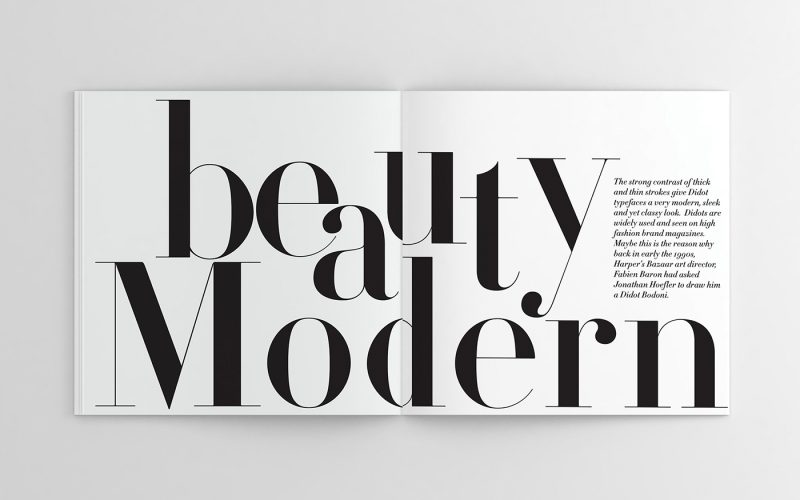 beauty
Modern
The strong contrast of thick
and thin strokes give Didot
typefaces a very modern, sleek
and yet classy look.  Didots are
widely used and seen on high
fashion brand magazines.
Maybe this is the reason why
back in early the 1990s,
Harper's Bazaar art director,
Fabien Baron had asked
Jonathan Hoefler to draw him
a Didot Bodoni.